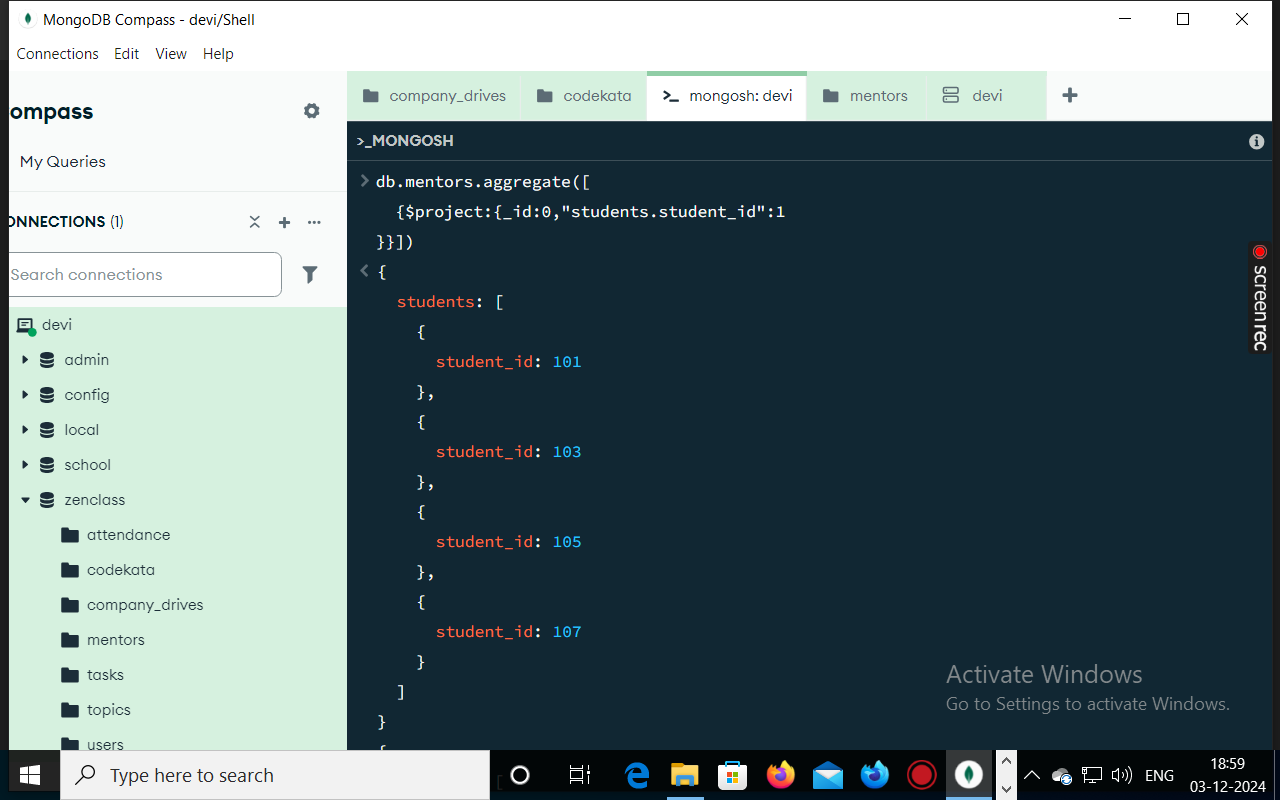 MongoDB Compass - devi/Shell
Connections Edit View Help
ompass
My Queries
ONNECTIONS (1)
Search connections
devi
admin
config
local
school
zenclass
attendance
codekata
company_drives
mentors
tasks
topics
users
company_drives codekata >_ mongosh: devi mentors devi +
>_MONGOSH
> db.mentors.aggregate([
{$project:{_id:0,"students.student_id":1
}}])
< {
students: [
{
student_id: 101
},
{
student_id: 103
},
{
student_id: 105
},
{
student_id: 107
}
]
}
{
screenrec
Activate Windows
Go to Settings to activate Windows.
Type here to search
ENG
18:59
03-12-2024